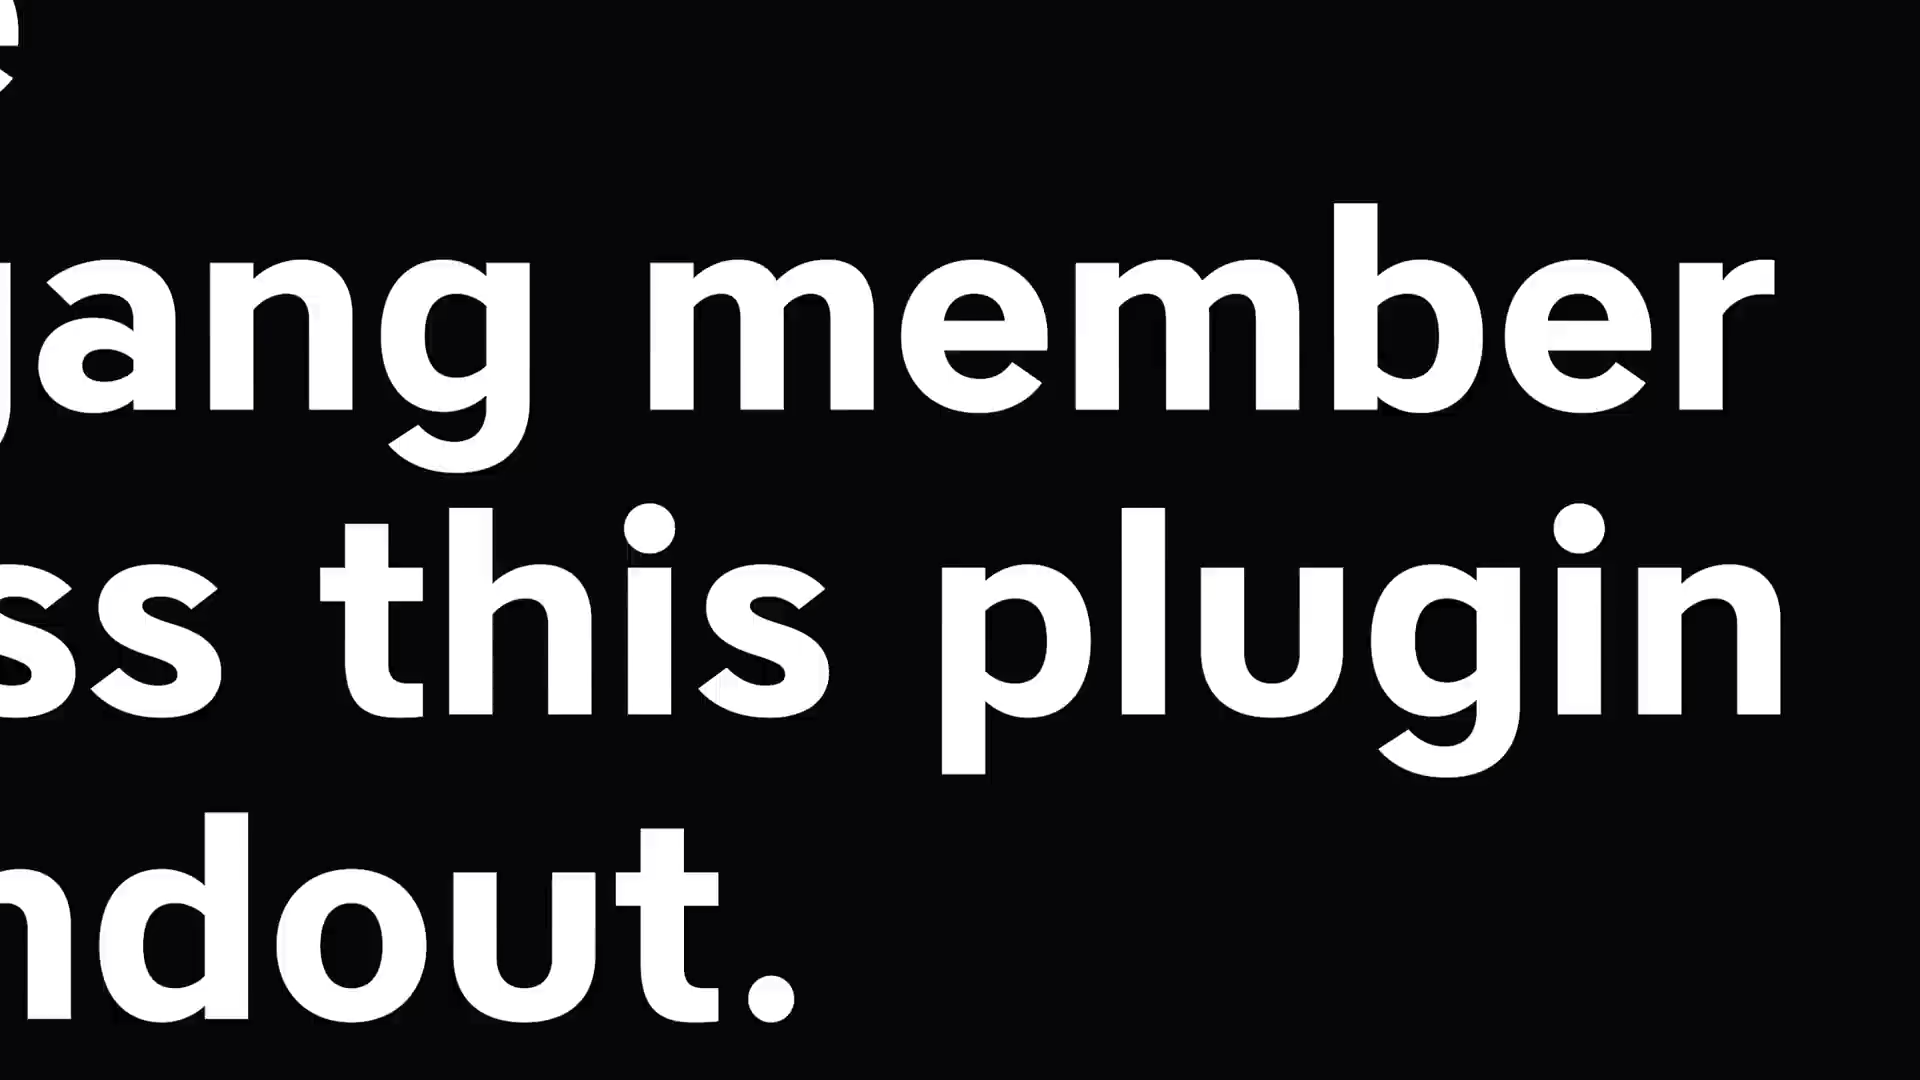 gang member
ss this plugin
ndout.